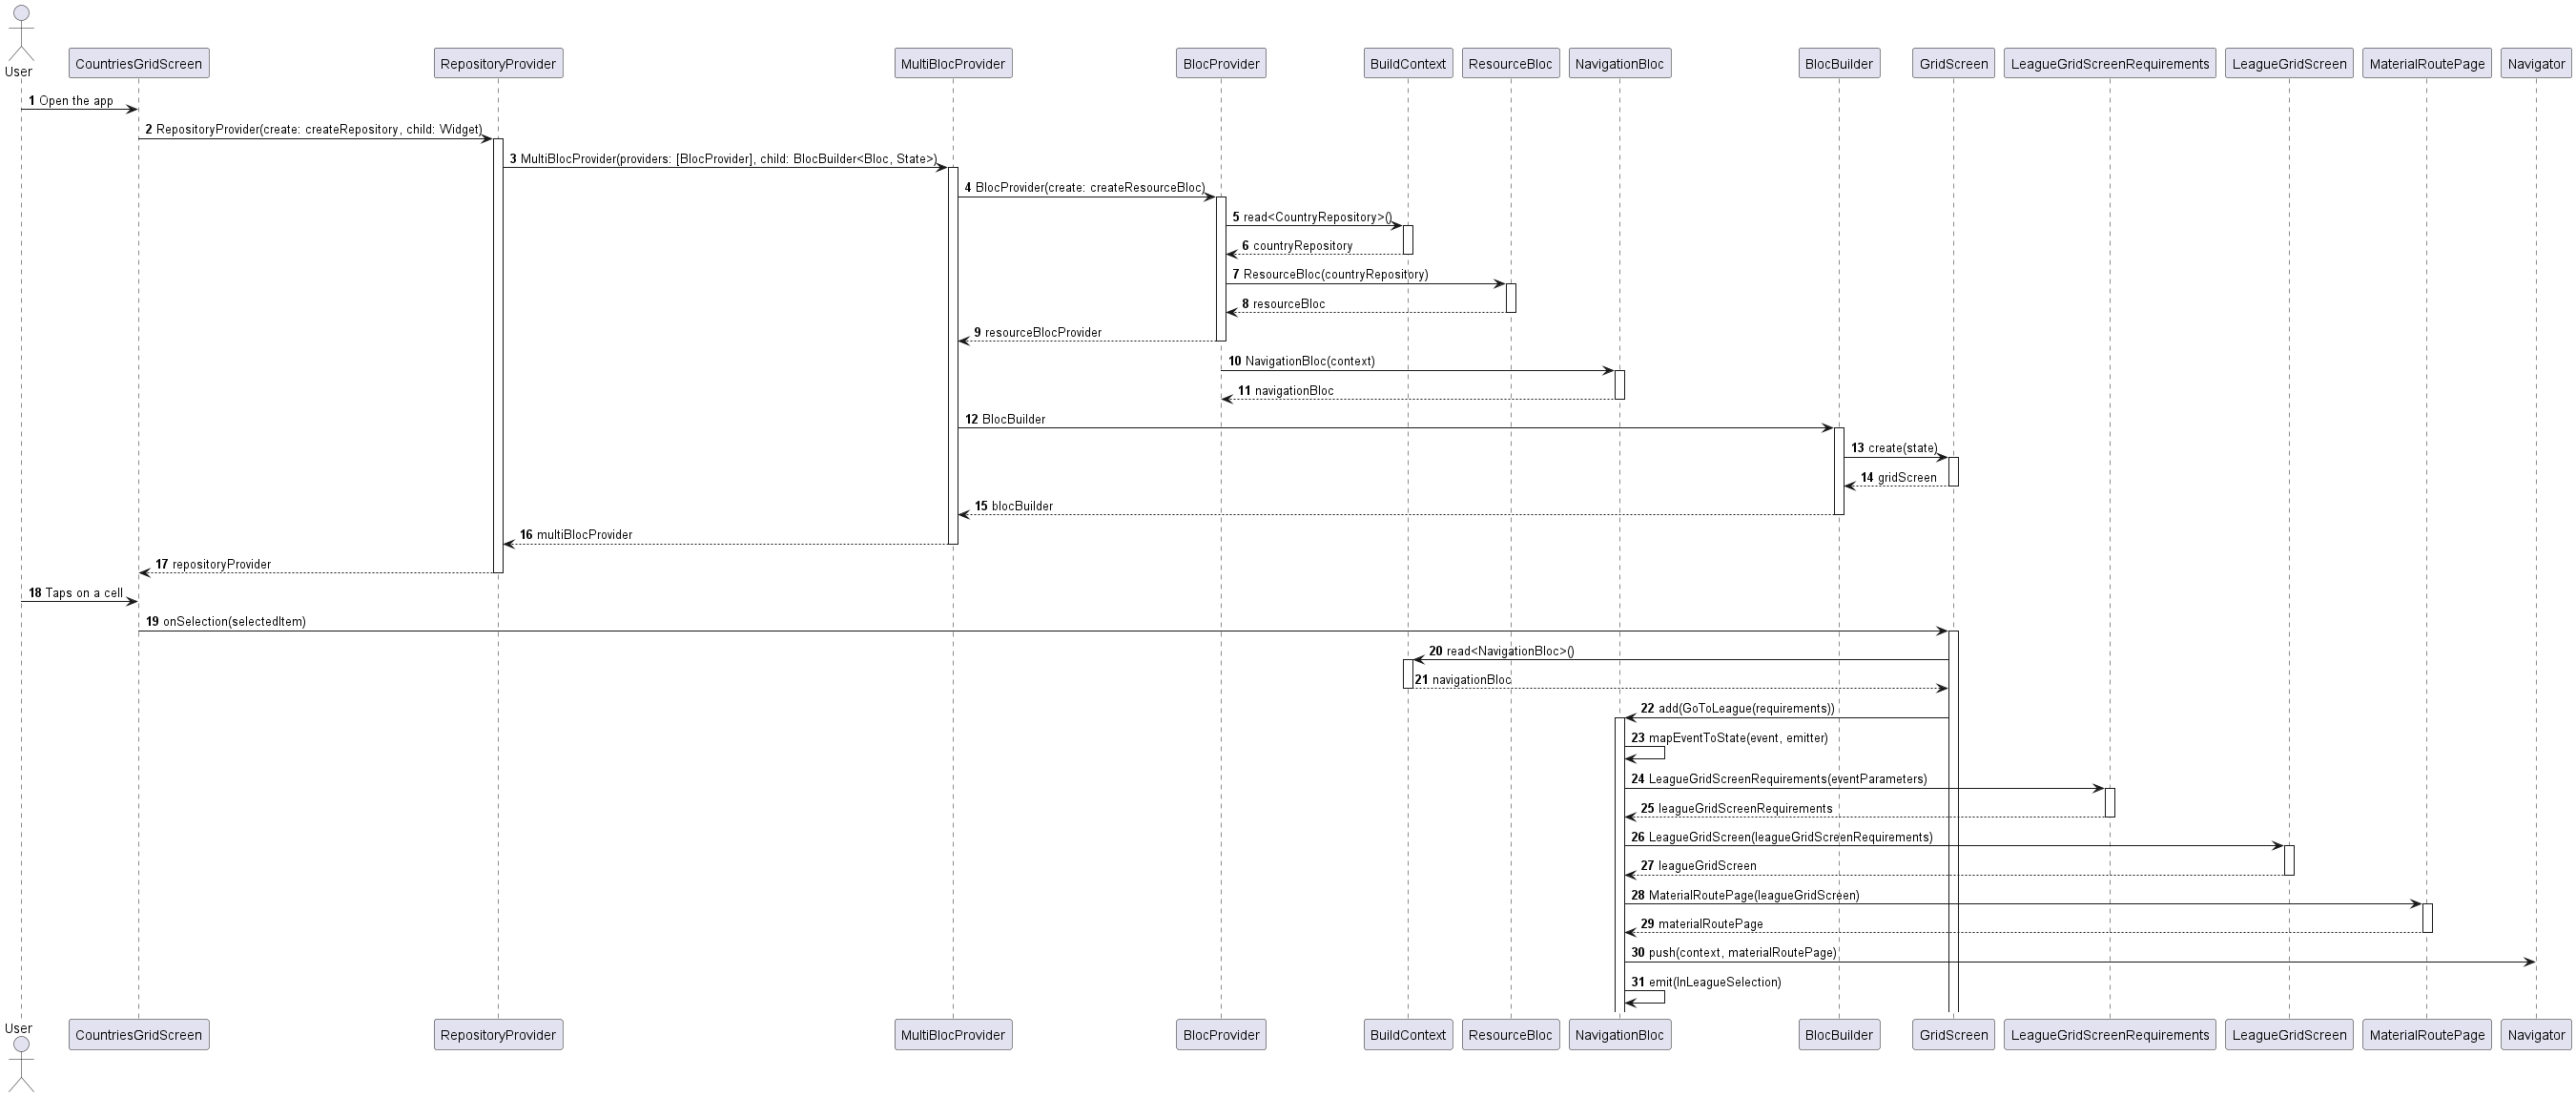 User
CountriesGridScreen
RepositoryProvider
MultiBlocProvider
BlocProvider
BuildContext
ResourceBloc
NavigationBloc
BlocBuilder
GridScreen
LeagueGridScreenRequirements
LeagueGridScreen
MaterialRoutePage
Navigator
1 Open the app
2 RepositoryProvider(create: createRepository, child: Widget)
3 MultiBlocProvider(providers: [BlocProvider], child: BlocBuilder<Bloc, State>)
4 BlocProvider(create: createResourceBloc)
5 read<CountryRepository>()
6 countryRepository
7 ResourceBloc(countryRepository)
8 resourceBloc
9 resourceBlocProvider
10 NavigationBloc(context)
11 navigationBloc
12 BlocBuilder
13 create(state)
14 gridScreen
15 blocBuilder
16 multiBlocProvider
17 repositoryProvider
18 Taps on a cell
19 onSelection(selectedItem)
20 read<NavigationBloc>()
21 navigationBloc
22 add(GoToLeague(requirements))
23 mapEventToState(event, emitter)
24 LeagueGridScreenRequirements(eventParameters)
25 leagueGridScreenRequirements
26 LeagueGridScreen(leagueGridScreenRequirements)
27 leagueGridScreen
28 MaterialRoutePage(leagueGridScreen)
29 materialRoutePage
30 push(context, materialRoutePage)
31 emit(InLeagueSelection)
User
CountriesGridScreen
RepositoryProvider
MultiBlocProvider
BlocProvider
BuildContext
ResourceBloc
NavigationBloc
BlocBuilder
GridScreen
LeagueGridScreenRequirements
LeagueGridScreen
MaterialRoutePage
Navigator